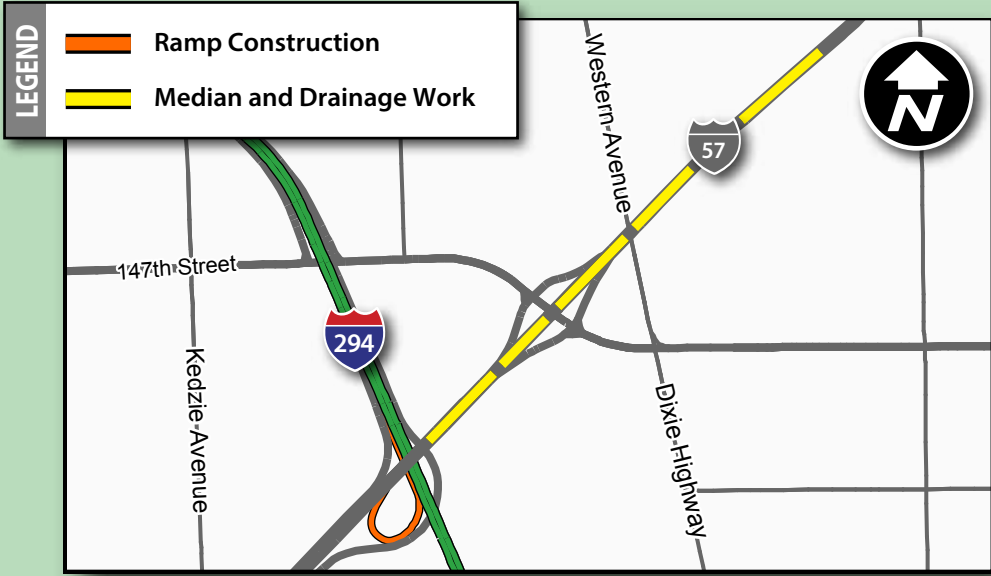 LEGEND
Ramp Construction
Median and Drainage Work
N
Western-Avenue
57
147th Street
294
Kedzie-Avenue
Dixie-Highway